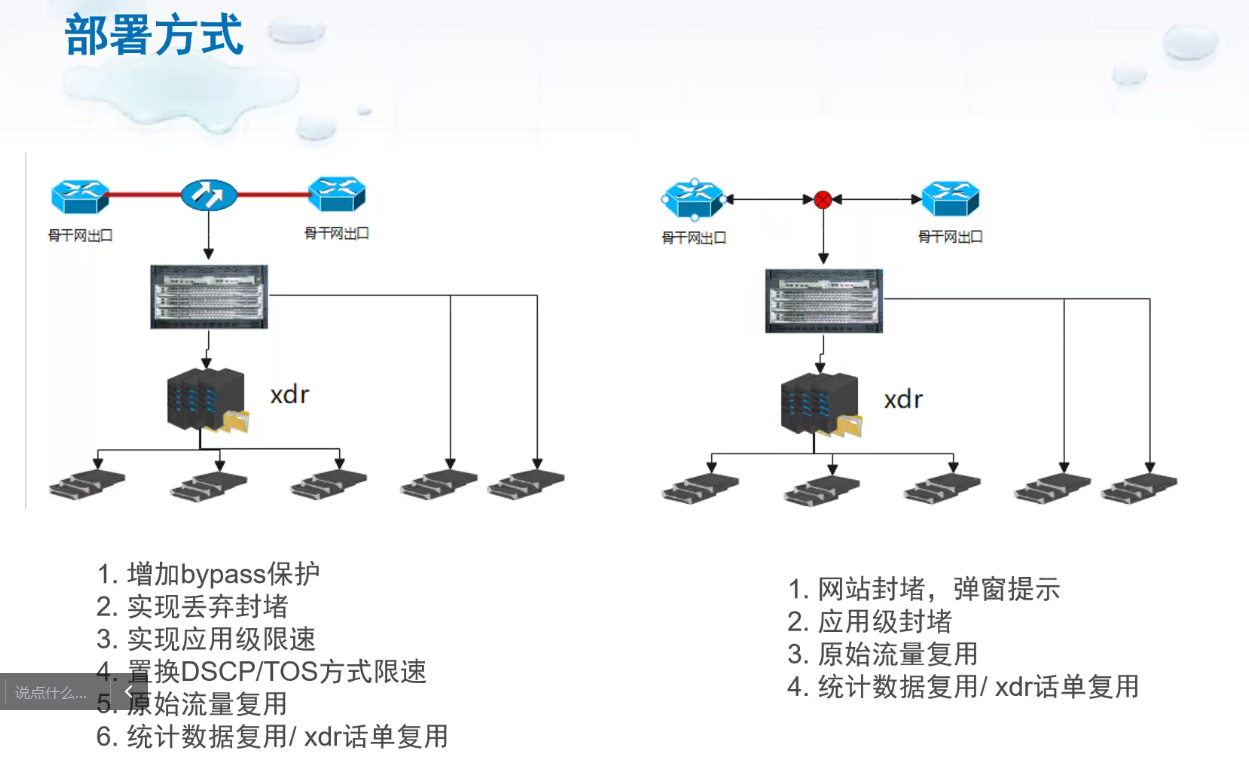 部署方式
骨干网出口
骨干网出口
xdr
1. 增加bypass保护
2. 实现丢弃封堵
3. 实现应用级限速
4. 置换DSCP/TOS方式限速
5. 原始流量复用
6. 统计数据复用/ xdr话单复用
说点什么...
骨干网出口
骨干网出口
xdr
1. 网站封堵，弹窗提示
2. 应用级封堵
3. 原始流量复用
4. 统计数据复用/ xdr话单复用